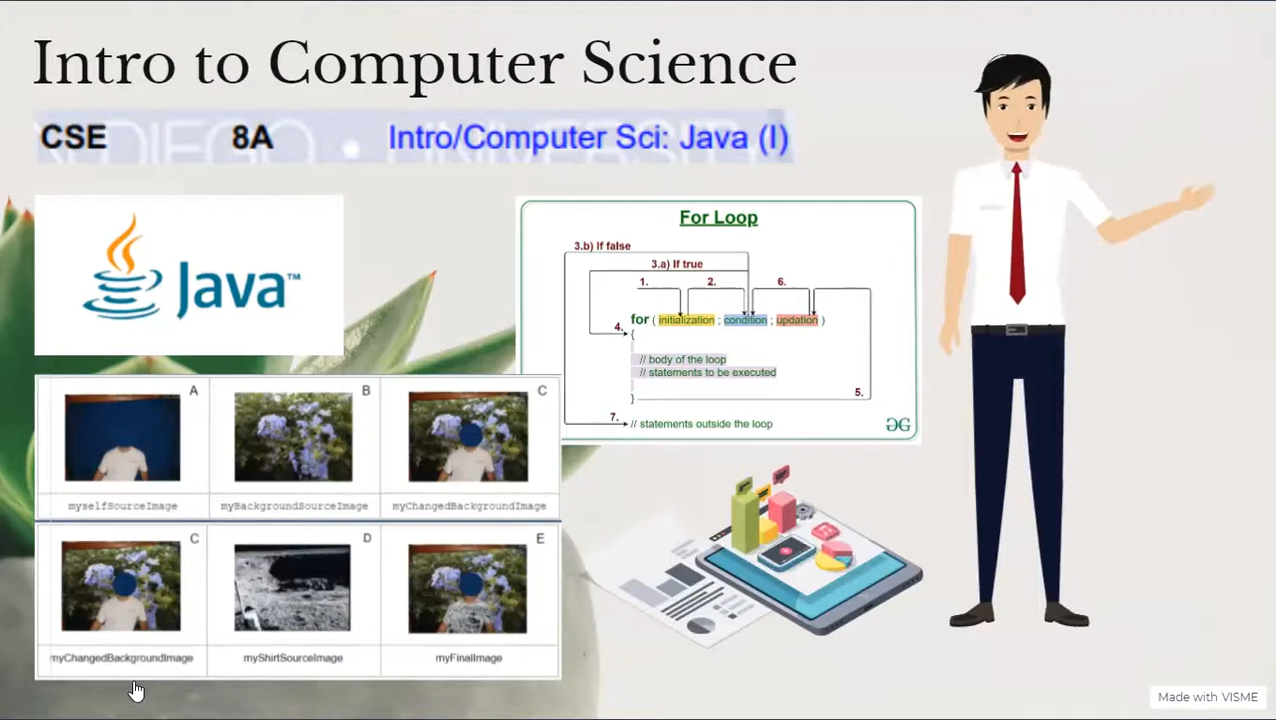 Intro to Computer Science
CSE 8A Intro/Computer Sci: Java (I)
Java™
For Loop
3.b) If false
3.a) If true
1. 2. 6.
for ( initialization ; condition ; updation )
4.
{
// body of the loop
// statements to be executed
5.
}
7. // statements outside the loop
A B C
myselfSourceImage myBackgroundSourceImage myChangedBackgroundImage
C D E
myChangedBackgroundImage myShirtSourceImage myFinalImage
Made with VISME